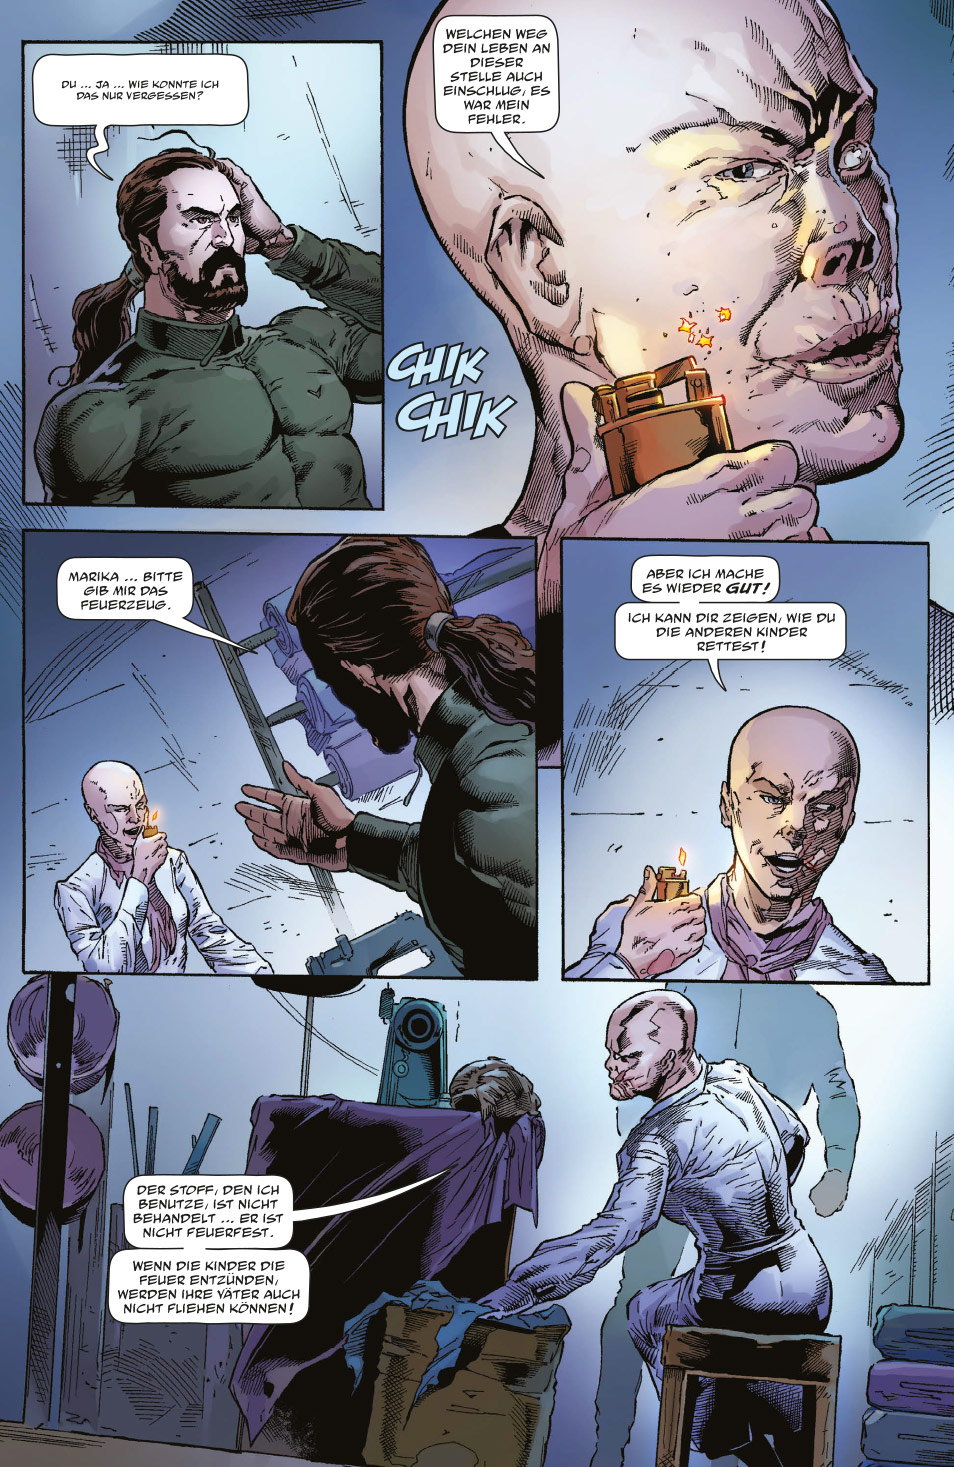 DU ... JA ... WIE KONNTE ICH
DAS NUR VERGESSEN?
WELCHEN WEG
DEIN LEBEN AN
DIESER
STELLE AUCH
EINSCHLUG, ES
WAR MEIN
FEHLER.
CHIK
CHIK
MARIKA ... BITTE
GIB MIR DAS
FEUERZEUG.
ABER ICH MACHE
ES WIEDER GUT!
ICH KANN DIR ZEIGEN, WIE DU
DIE ANDEREN KINDER
RETTEST!
DER STOFF, DEN ICH
BENUTZE, IST NICHT
BEHANDELT ... ER IST
NICHT FEUERFEST.
WENN DIE KINDER DIE
FEUER ENTZÜNDEN,
WERDEN IHRE VÄTER AUCH
NICHT FLIEHEN KÖNNEN!